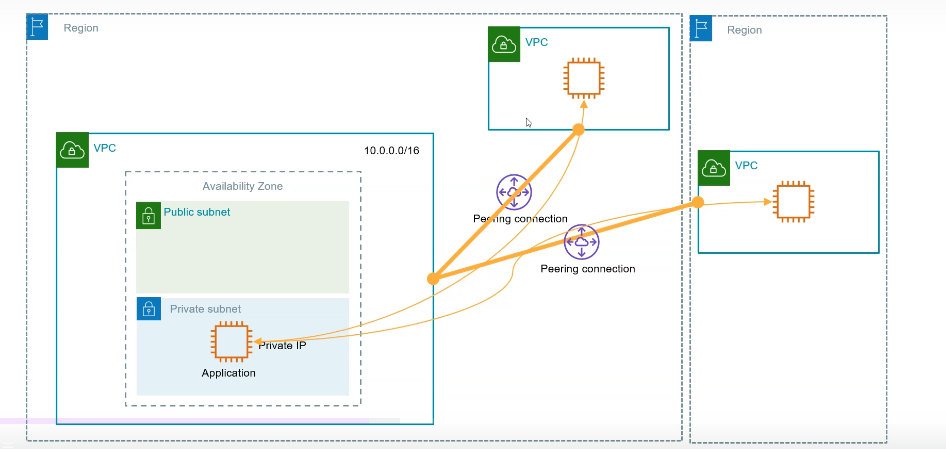 Region
VPC
10.0.0.0/16
Availability Zone
Public subnet
Private subnet
Private IP
Application
VPC
Peering connection
Peering connection
Region
VPC